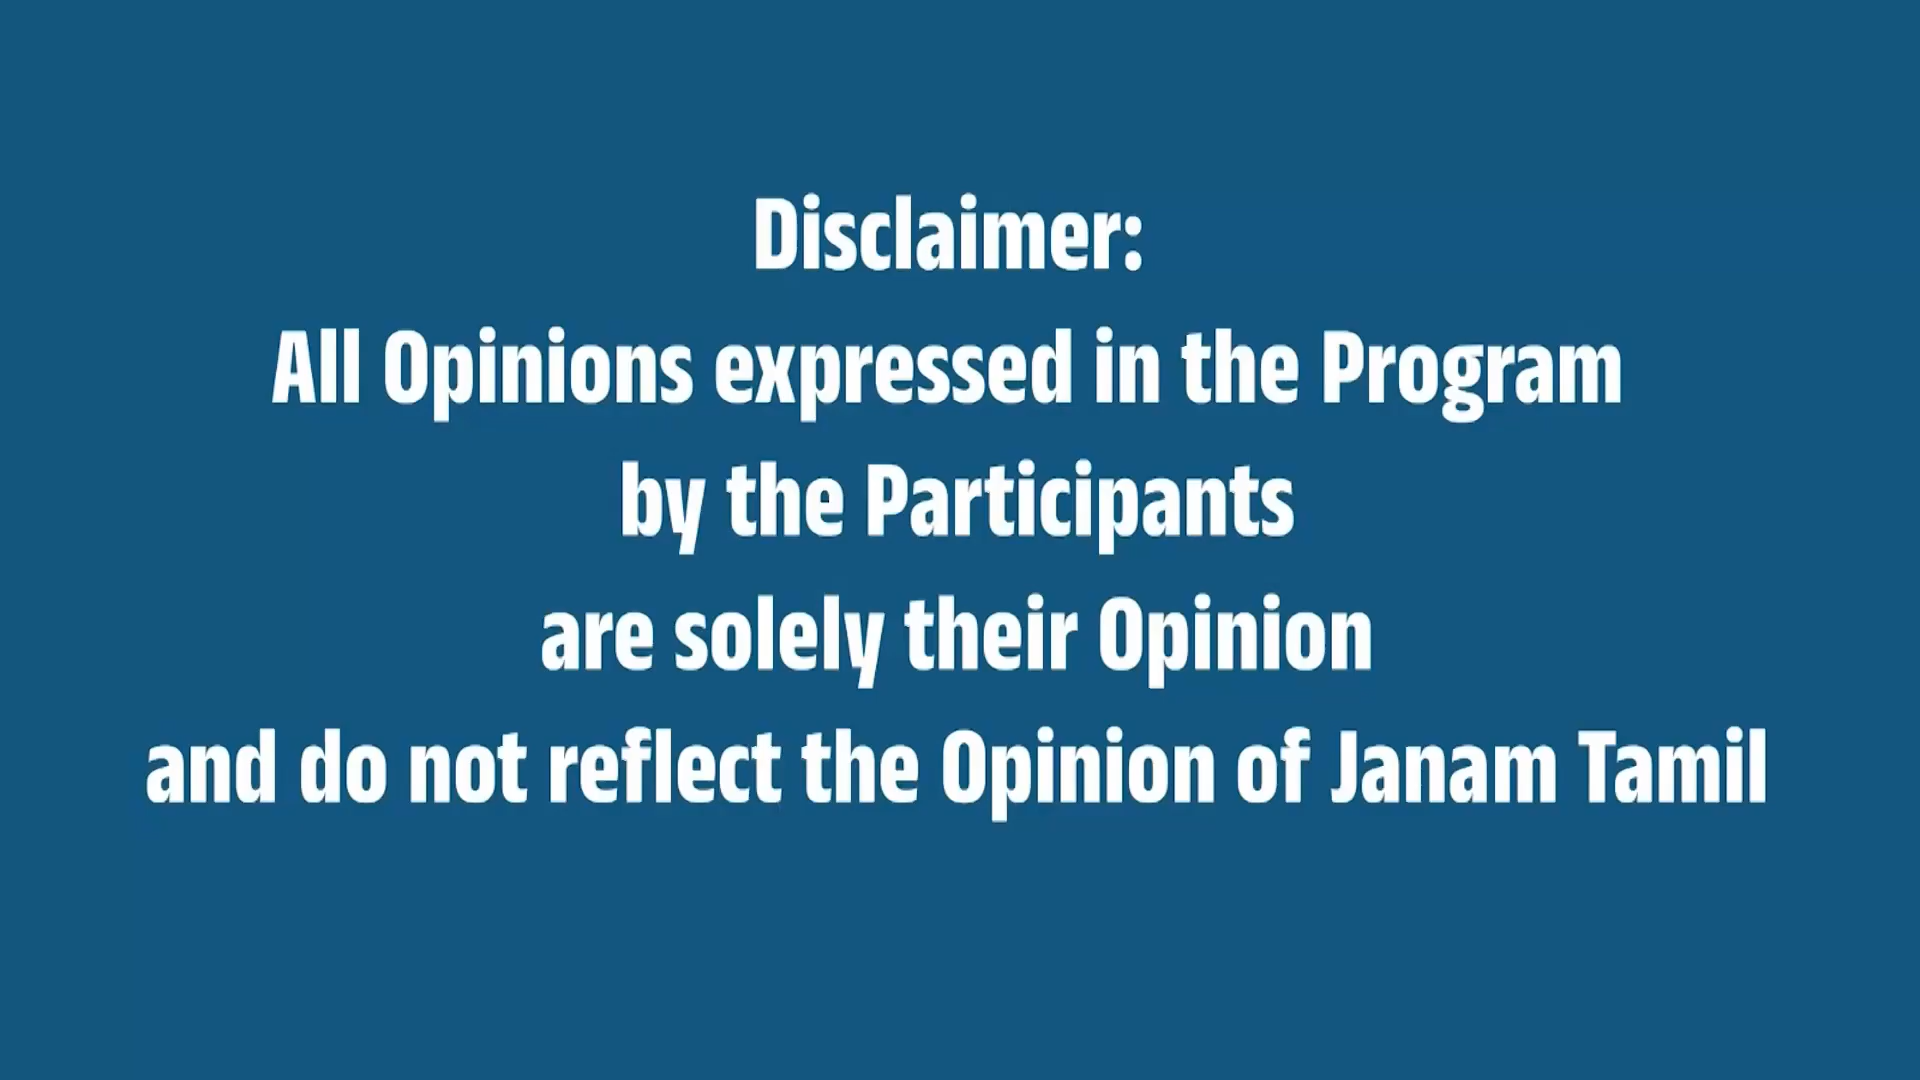 Disclaimer:
All Opinions expressed in the Program
by the Participants
are solely their Opinion
and do not reflect the Opinion of Janam Tamil